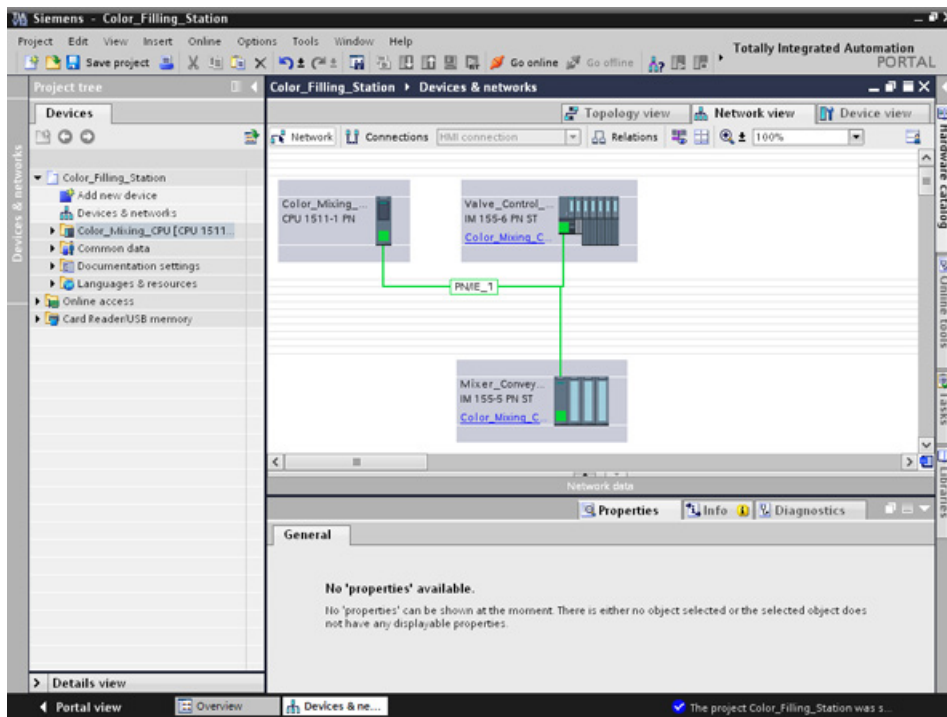 Siemens - Color_Filling_Station
Project Edit View Insert Online Options Tools Window Help
Save project
Go online
Go offline
Totally Integrated Automation
PORTAL
Project tree
Color_Filling_Station ▸ Devices & networks
Devices
Topology view
Network view
Device view
Network
Connections
HMI connection
Relations
100%
Devices & networks
Color_Filling_Station
Add new device
Devices & networks
Color_Mixing_CPU [CPU 1511...
Common data
Documentation settings
Languages & resources
Online access
Card Reader/USB memory
Color_Mixing_...
CPU 1511-1 PN
Valve_Control_...
IM 155-6 PN ST
Color_Mixing_C...
PN/IE_1
Mixer_Convey...
IM 155-5 PN ST
Color_Mixing_C...
Hardware catalog
Online tools
Tasks
Libraries
Network data
Properties
Info
Diagnostics
General
No 'properties' available.
No 'properties' can be shown at the moment. There is either no object selected or the selected object does
not have any displayable properties.
Details view
Portal view
Overview
Devices & ne...
The project Color_Filling_Station was s...